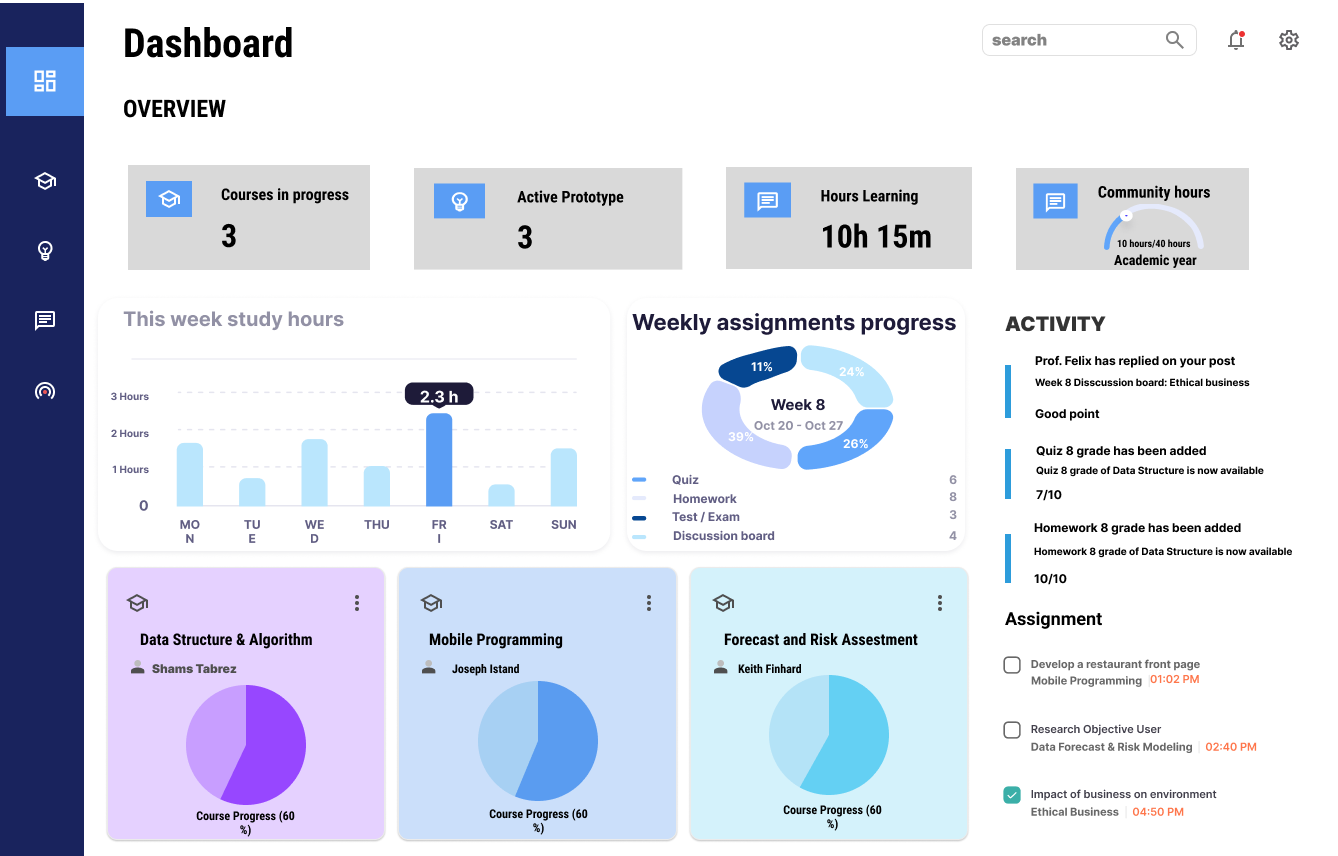 Dashboard
search
OVERVIEW
Courses in progress
3
Active Prototype
3
Hours Learning
10h 15m
Community hours
10 hours/40 hours
Academic year
This week study hours
3 Hours
2 Hours
1 Hours
0
2.3 h
MO
N
TU
E
WE
D
THU
FR
I
SAT
SUN
Weekly assignments progress
11%
24%
39%
26%
Week 8
Oct 20 - Oct 27
Quiz 6
Homework 8
Test / Exam 3
Discussion board 4
ACTIVITY
Prof. Felix has replied on your post
Week 8 Disscussion board: Ethical business
Good point
Quiz 8 grade has been added
Quiz 8 grade of Data Structure is now available
7/10
Homework 8 grade has been added
Homework 8 grade of Data Structure is now available
10/10
Data Structure & Algorithm
Shams Tabrez
Course Progress (60
%)
Mobile Programming
Joseph Istand
Course Progress (60
%)
Forecast and Risk Assestment
Keith Finhard
Course Progress (60
%)
Assignment
Develop a restaurant front page
Mobile Programming 01:02 PM
Research Objective User
Data Forecast & Risk Modeling 02:40 PM
Impact of business on environment
Ethical Business 04:50 PM